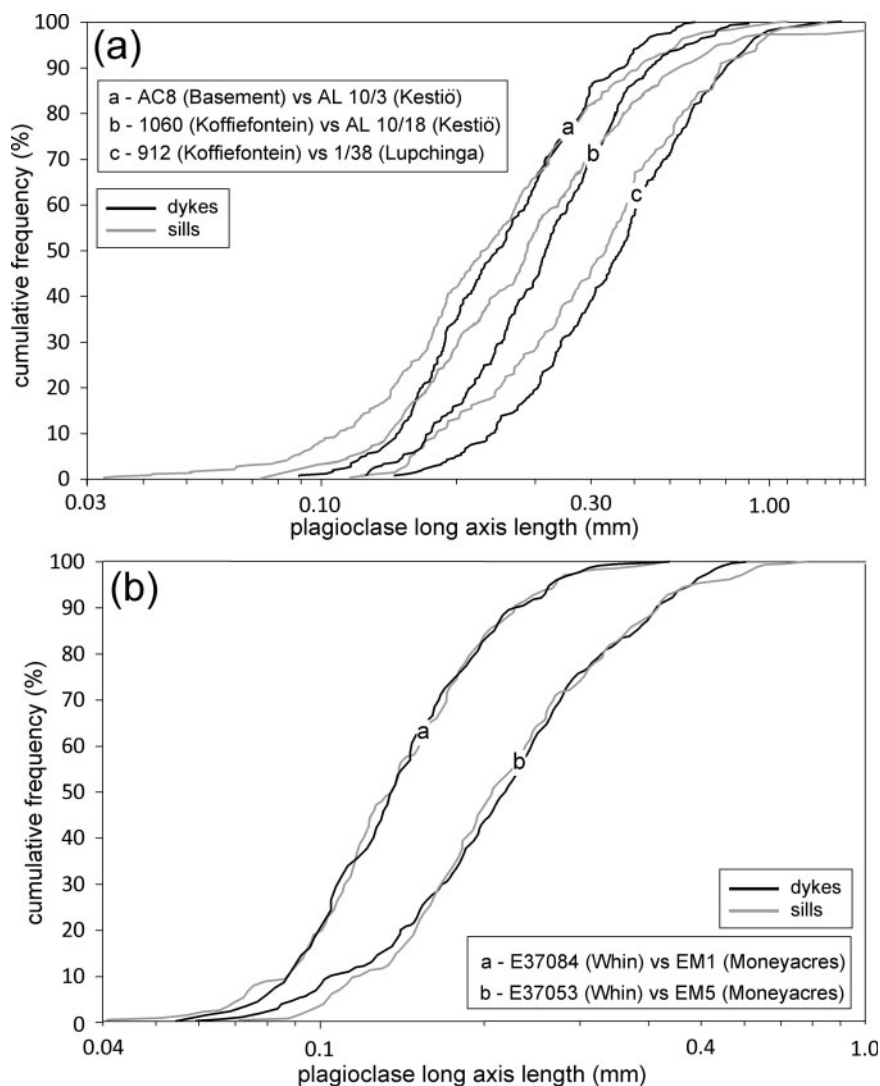 (a)
a - AC8 (Basement) vs AL 10/3 (Kestiö)
b - 1060 (Koffiefontein) vs AL 10/18 (Kestiö)
c - 912 (Koffiefontein) vs 1/38 (Lupchinga)
dykes
sills
a
b
c
cumulative frequency (%)
100
90
80
70
60
50
40
30
20
10
0
0.03
0.10
0.30
1.00
plagioclase long axis length (mm)
(b)
a
b
cumulative frequency (%)
100
90
80
70
60
50
40
30
20
10
0
dykes
sills
a - E37084 (Whin) vs EM1 (Moneyacres)
b - E37053 (Whin) vs EM5 (Moneyacres)
0.04
0.1
0.4
1.0
plagioclase long axis length (mm)